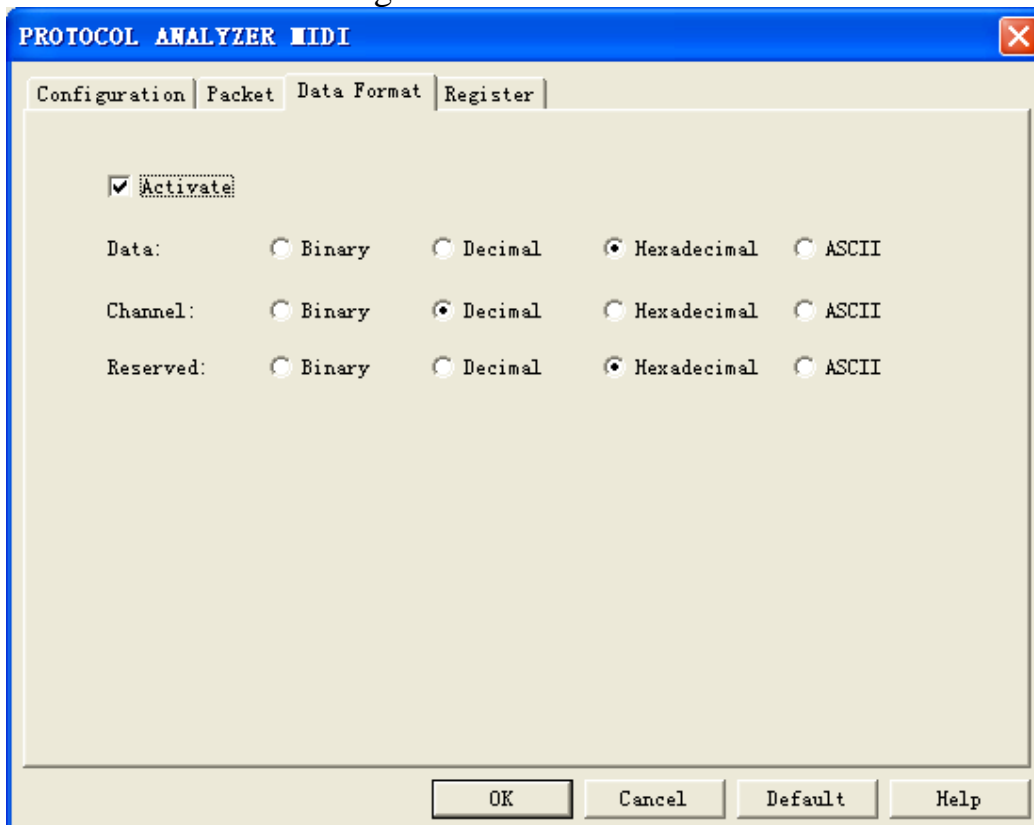 PROTOCOL ANALYZER MIDI
Configuration Packet Data Format Register
Activate
Data: Binary Decimal Hexadecimal ASCII
Channel: Binary Decimal Hexadecimal ASCII
Reserved: Binary Decimal Hexadecimal ASCII
OK Cancel Default Help